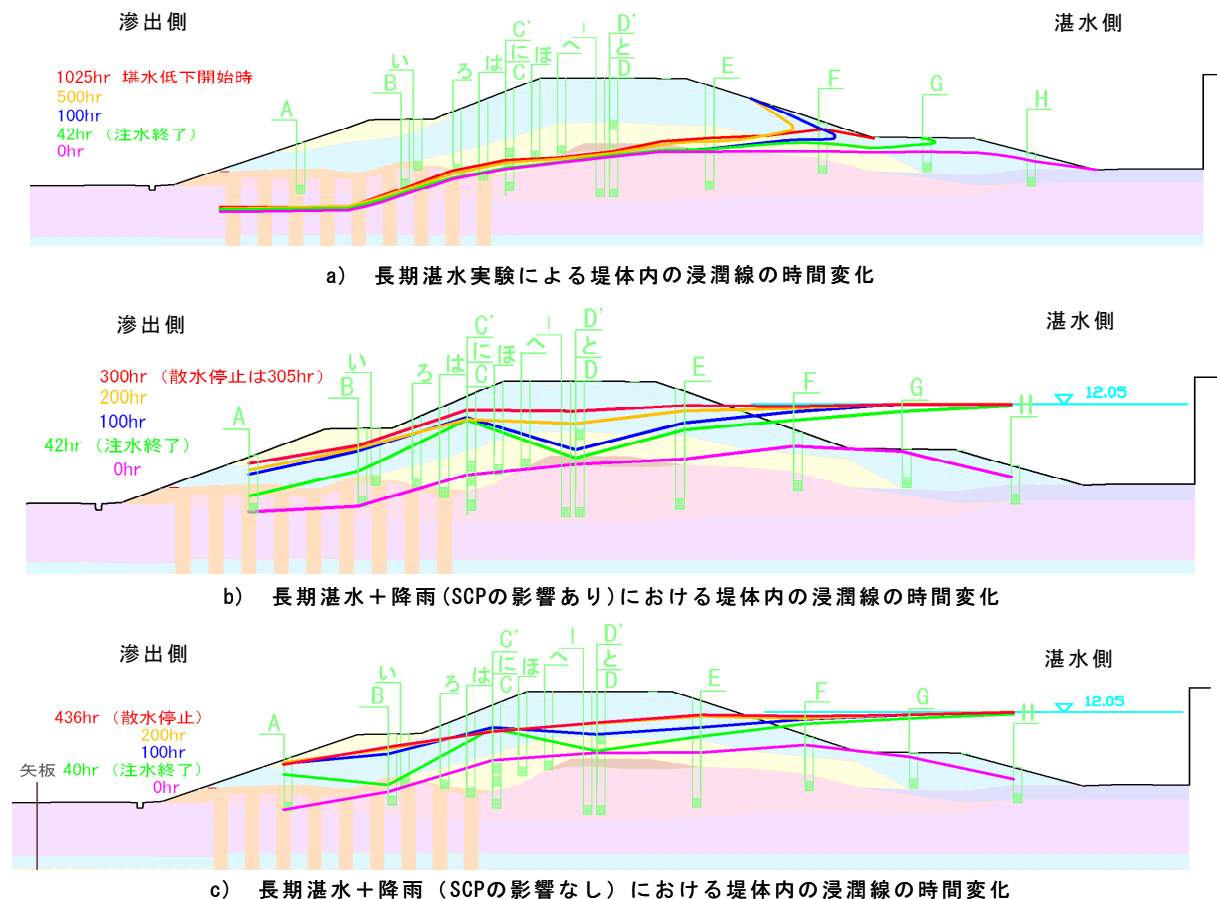 滲出側
湛水側
1025hr 堪水低下開始時
500hr
100hr
42hr（注水終了）
0hr
A
い
B
ろ
は
C'
に
C
ほ
へ
I
D'
と
D
E
F
G
H
a)　長期湛水実験による堤体内の浸潤線の時間変化
滲出側
湛水側
300hr （散水停止は305hr）
200hr
100hr
42hr（注水終了）
0hr
A
い
B
ろ
は
C'
に
C
ほ
へ
I
D'
と
D
E
F
G
H
12.05
b)　長期湛水＋降雨(SCPの影響あり)における堤体内の浸潤線の時間変化
滲出側
湛水側
436hr（散水停止）
200hr
100hr
40hr（注水終了）
0hr
矢板
A
い
B
ろ
は
C'
に
C
ほ
へ
I
D'
と
D
E
F
G
H
12.05
c)　長期湛水＋降雨（SCPの影響なし）における堤体内の浸潤線の時間変化